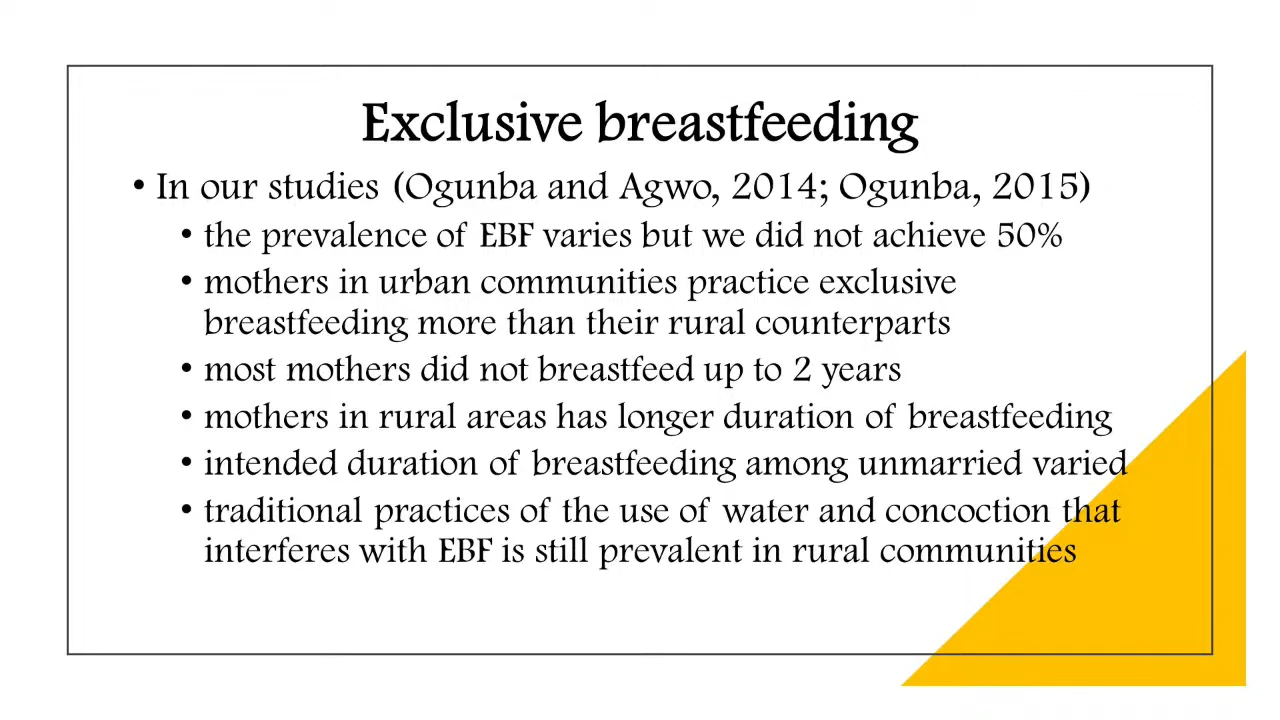 Exclusive breastfeeding
• In our studies (Ogunba and Agwo, 2014; Ogunba, 2015)
• the prevalence of EBF varies but we did not achieve 50%
• mothers in urban communities practice exclusive
breastfeeding more than their rural counterparts
• most mothers did not breastfeed up to 2 years
• mothers in rural areas has longer duration of breastfeeding
• intended duration of breastfeeding among unmarried varied
• traditional practices of the use of water and concoction that
interferes with EBF is still prevalent in rural communities